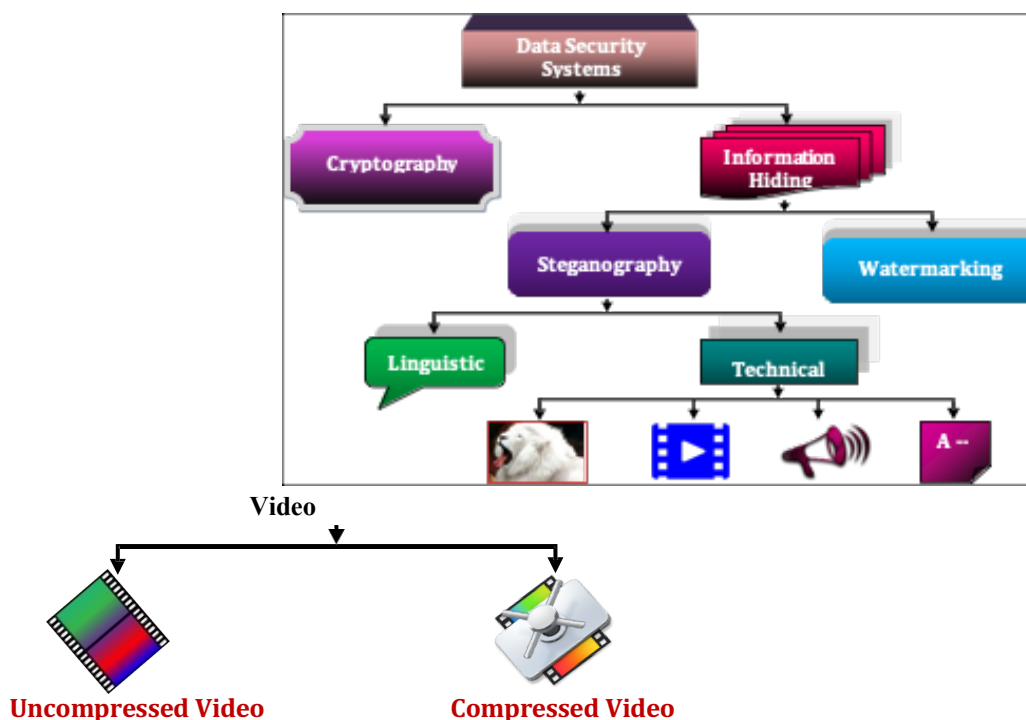 Data Security
Systems
Cryptography
Information
Hiding
Steganography
Watermarking
Linguistic
Technical
A --
Video
Uncompressed Video
Compressed Video